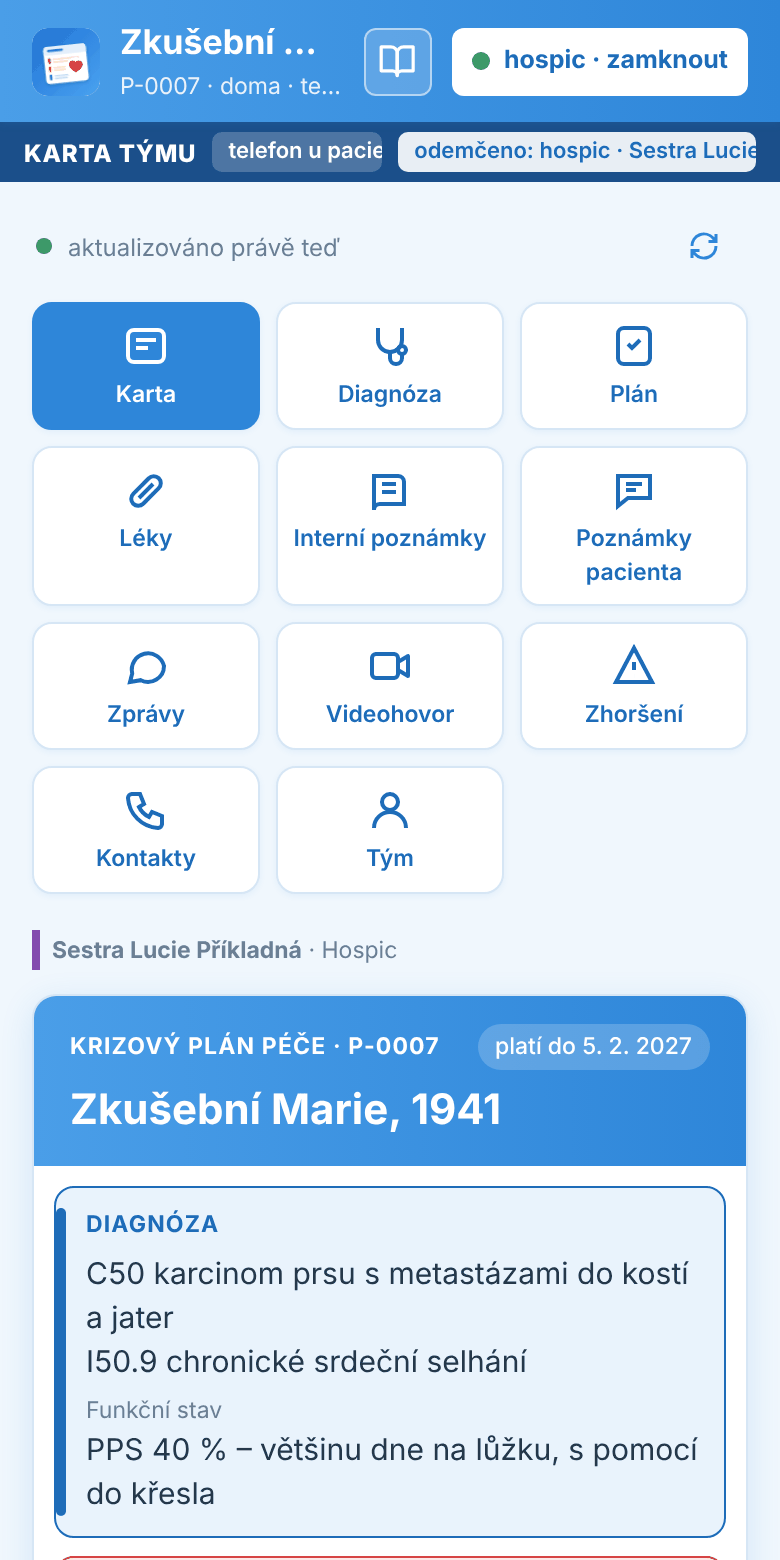 Zkušební ...
P-0007 · doma · te...
hospic · zamknout
KARTA TÝMU
telefon u pacie
odemčeno: hospic · Sestra Lucie
aktualizováno právě teď
Karta
Diagnóza
Plán
Léky
Interní poznámky
Poznámky
pacienta
Zprávy
Videohovor
Zhoršení
Kontakty
Tým
Sestra Lucie Příkladná · Hospic
KRIZOVÝ PLÁN PÉČE · P-0007
platí do 5. 2. 2027
Zkušební Marie, 1941
DIAGNÓZA
C50 karcinom prsu s metastázami do kostí
a jater
I50.9 chronické srdeční selhání
Funkční stav
PPS 40 % – většinu dne na lůžku, s pomocí
do křesla